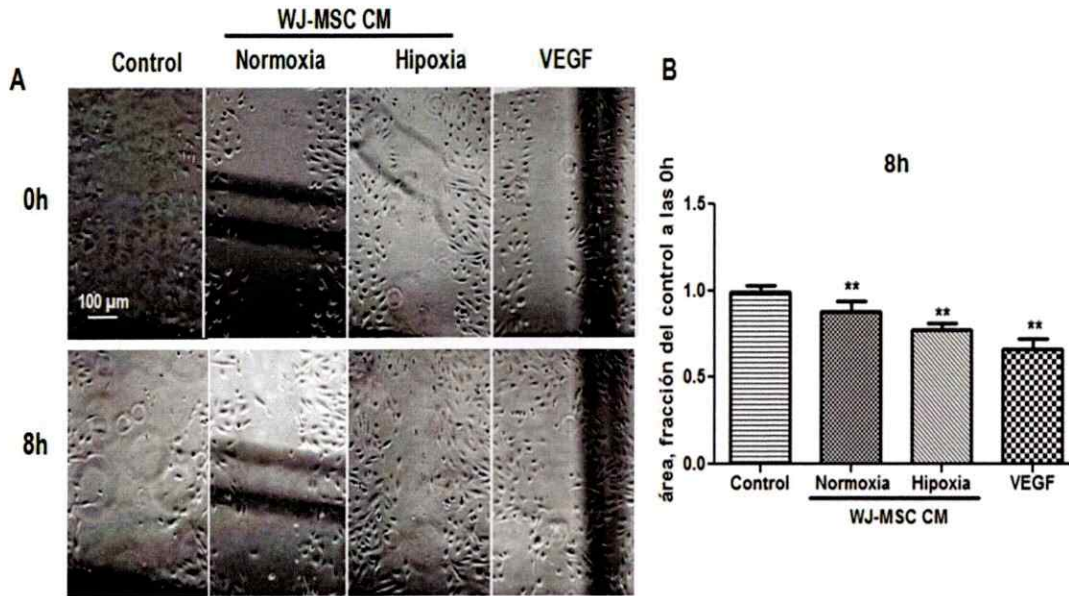 A
WJ-MSC CM
Control
Normoxia
Hipoxia
VEGF
0h
100 µm
8h
B
8h
área, fracción del control a las 0h
1.5
1.0
0.5
0.0
**
**
**
Control
Normoxia
Hipoxia
VEGF
WJ-MSC CM